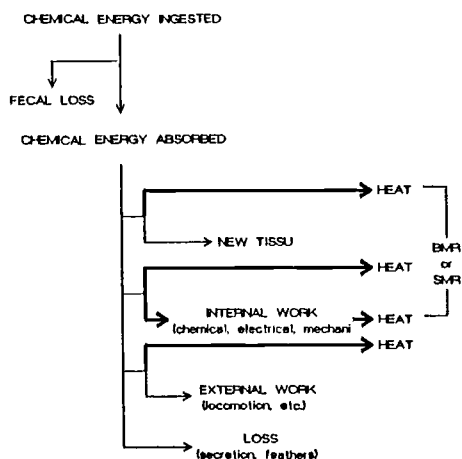 CHEMICAL ENERGY INGESTED
FECAL LOSS
CHEMICAL ENERGY ABSORBED
HEAT
NEW TISSU
BMR
or
SMR
HEAT
INTERNAL WORK
(chemical, electrical, mechani
HEAT
HEAT
EXTERNAL WORK
(locomotion, etc.)
LOSS
(secretion, feathers)